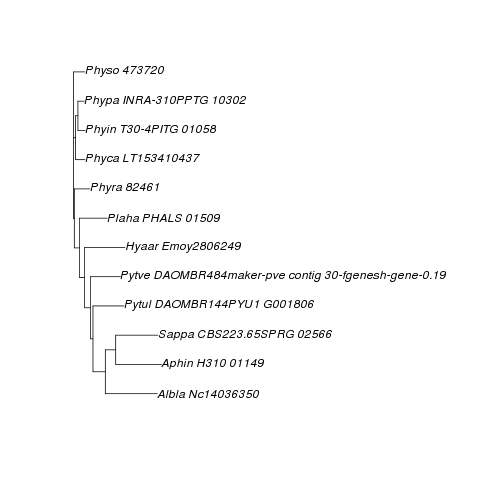 Physo 473720
Phypa INRA-310PPTG 10302
Phyin T30-4PITG 01058
Phyca LT153410437
Phyra 82461
Plaha PHALS 01509
Hyaar Emoy2806249
Pytve DAOMBR484maker-pve contig 30-fgenesh-gene-0.19
Pytul DAOMBR144PYU1 G001806
Sappa CBS223.65SPRG 02566
Aphin H310 01149
Albla Nc14036350